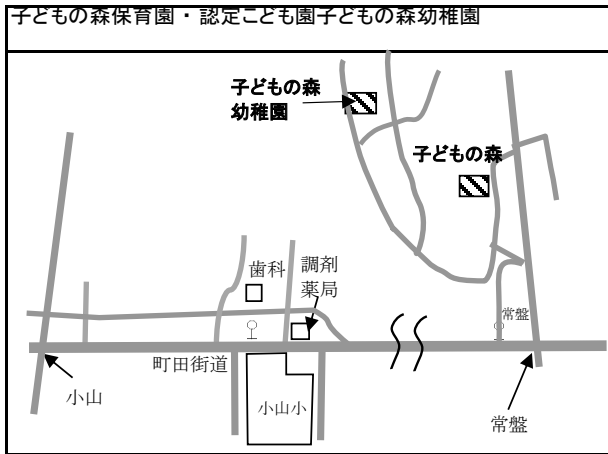 子どもの森保育園・認定こども園子どもの森幼稚園
子どもの森
幼稚園
子どもの森
歯科
調剤
薬局
常盤
町田街道
小山
小山小
常盤